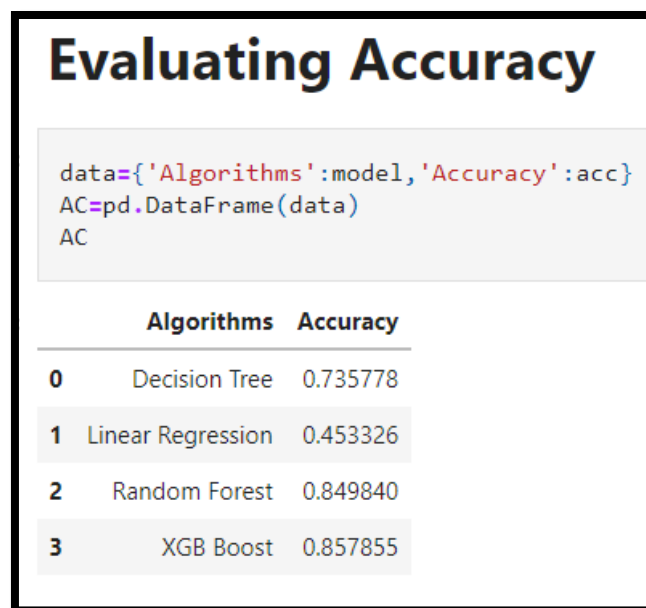 Evaluating Accuracy
data={'Algorithms':model,'Accuracy':acc}
AC=pd.DataFrame(data)
AC
Algorithms Accuracy
0 Decision Tree 0.735778
1 Linear Regression 0.453326
2 Random Forest 0.849840
3 XGB Boost 0.857855